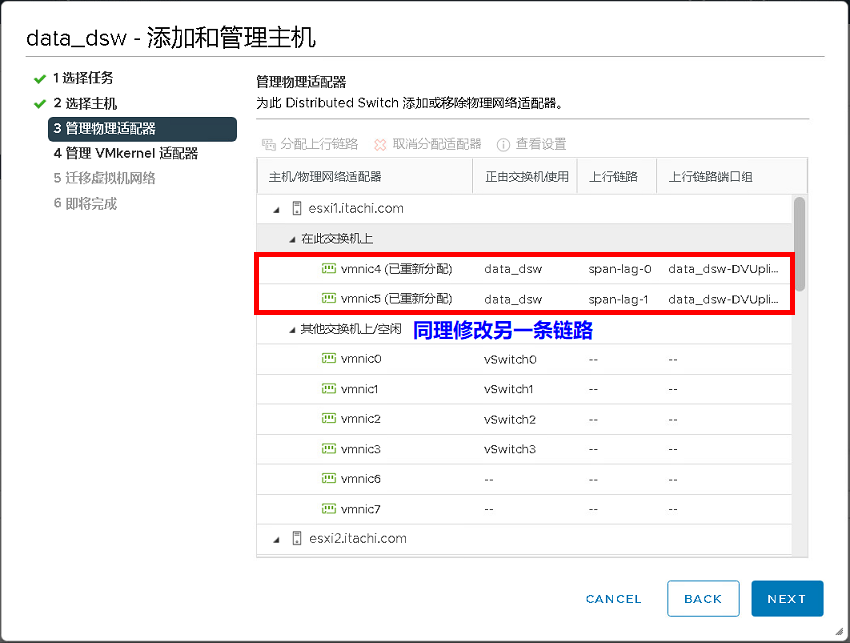 data_dsw - 添加和管理主机
1 选择任务
2 选择主机
3 管理物理适配器
4 管理 VMkernel 适配器
5 迁移虚拟机网络
6 即将完成
管理物理适配器
为此 Distributed Switch 添加或移除物理网络适配器。
分配上行链路 取消分配适配器 查看设置
主机/物理网络适配器 正由交换机使用 上行链路 上行链路端口组
esxi1.itachi.com
在此交换机上
vmnic4 (已重新分配) data_dsw span-lag-0 data_dsw-DVUpli...
vmnic5 (已重新分配) data_dsw span-lag-1 data_dsw-DVUpli...
其他交换机上/空闲 同理修改另一条链路
vmnic0 vSwitch0 -- --
vmnic1 vSwitch1 -- --
vmnic2 vSwitch2 -- --
vmnic3 vSwitch3 -- --
vmnic6 -- -- --
vmnic7 -- -- --
esxi2.itachi.com
CANCEL BACK NEXT